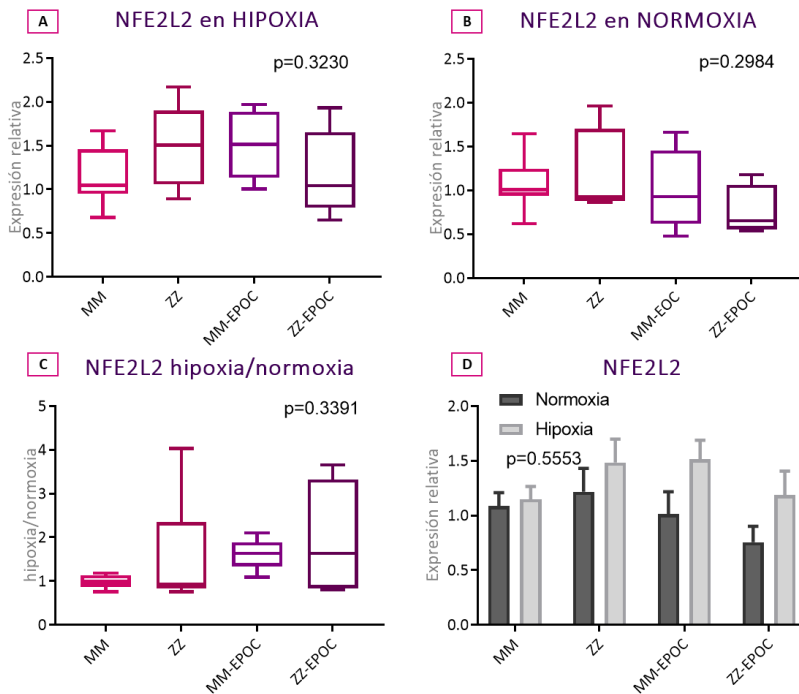 A
NFE2L2 en HIPOXIA
p=0.3230
Expresión relativa
2.5
2.0
1.5
1.0
0.5
0.0
MM
ZZ
MM-EPOC
ZZ-EPOC
B
NFE2L2 en NORMOXIA
p=0.2984
Expresión relativa
2.5
2.0
1.5
1.0
0.5
0.0
MM
ZZ
MM-EOC
ZZ-EPOC
C
NFE2L2 hipoxia/normoxia
p=0.3391
hipoxia/normoxia
5
4
3
2
1
0
MM
ZZ
MM-EPOC
ZZ-EPOC
D
NFE2L2
Normoxia
Hipoxia
p=0.5553
Expresión relativa
2.0
1.5
1.0
0.5
0.0
MM
ZZ
MM-EPOC
ZZ-EPOC